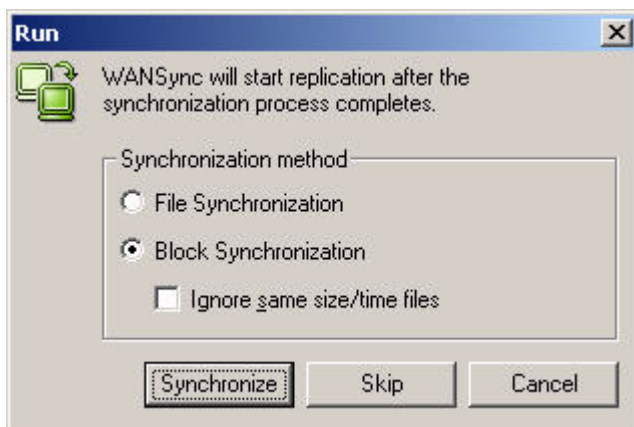 Run
WANSync will start replication after the
synchronization process completes.
Synchronization method
File Synchronization
Block Synchronization
Ignore same size/time files
Synchronize Skip Cancel